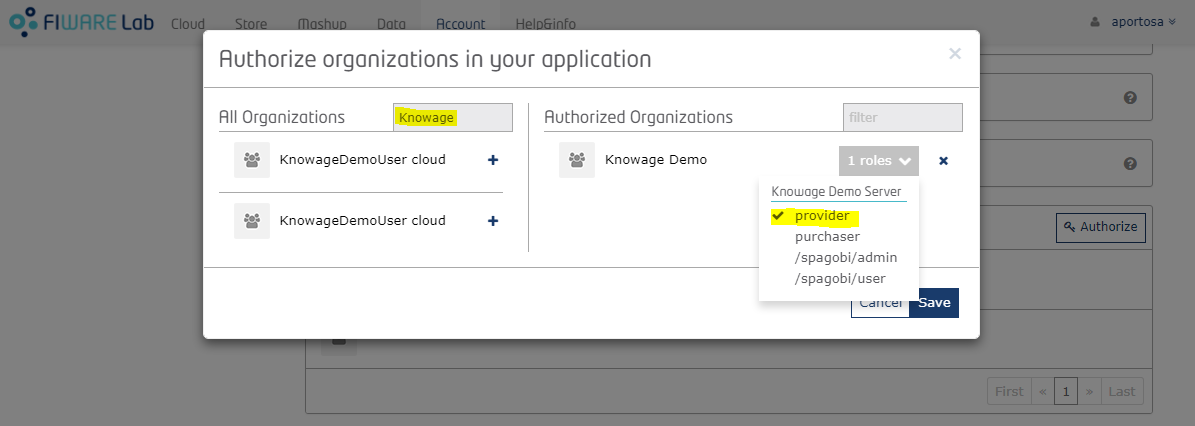 FIWARE Lab Cloud Store Mashup Data Account Help&info aportosa
Authorize organizations in your application ×
All Organizations Knowage
KnowageDemoUser cloud +
KnowageDemoUser cloud +
Authorized Organizations filter
Knowage Demo 1 roles ×
Knowage Demo Server
provider
purchaser
/spagobi/admin
/spagobi/user
Cancel Save
Authorize
First « 1 » Last